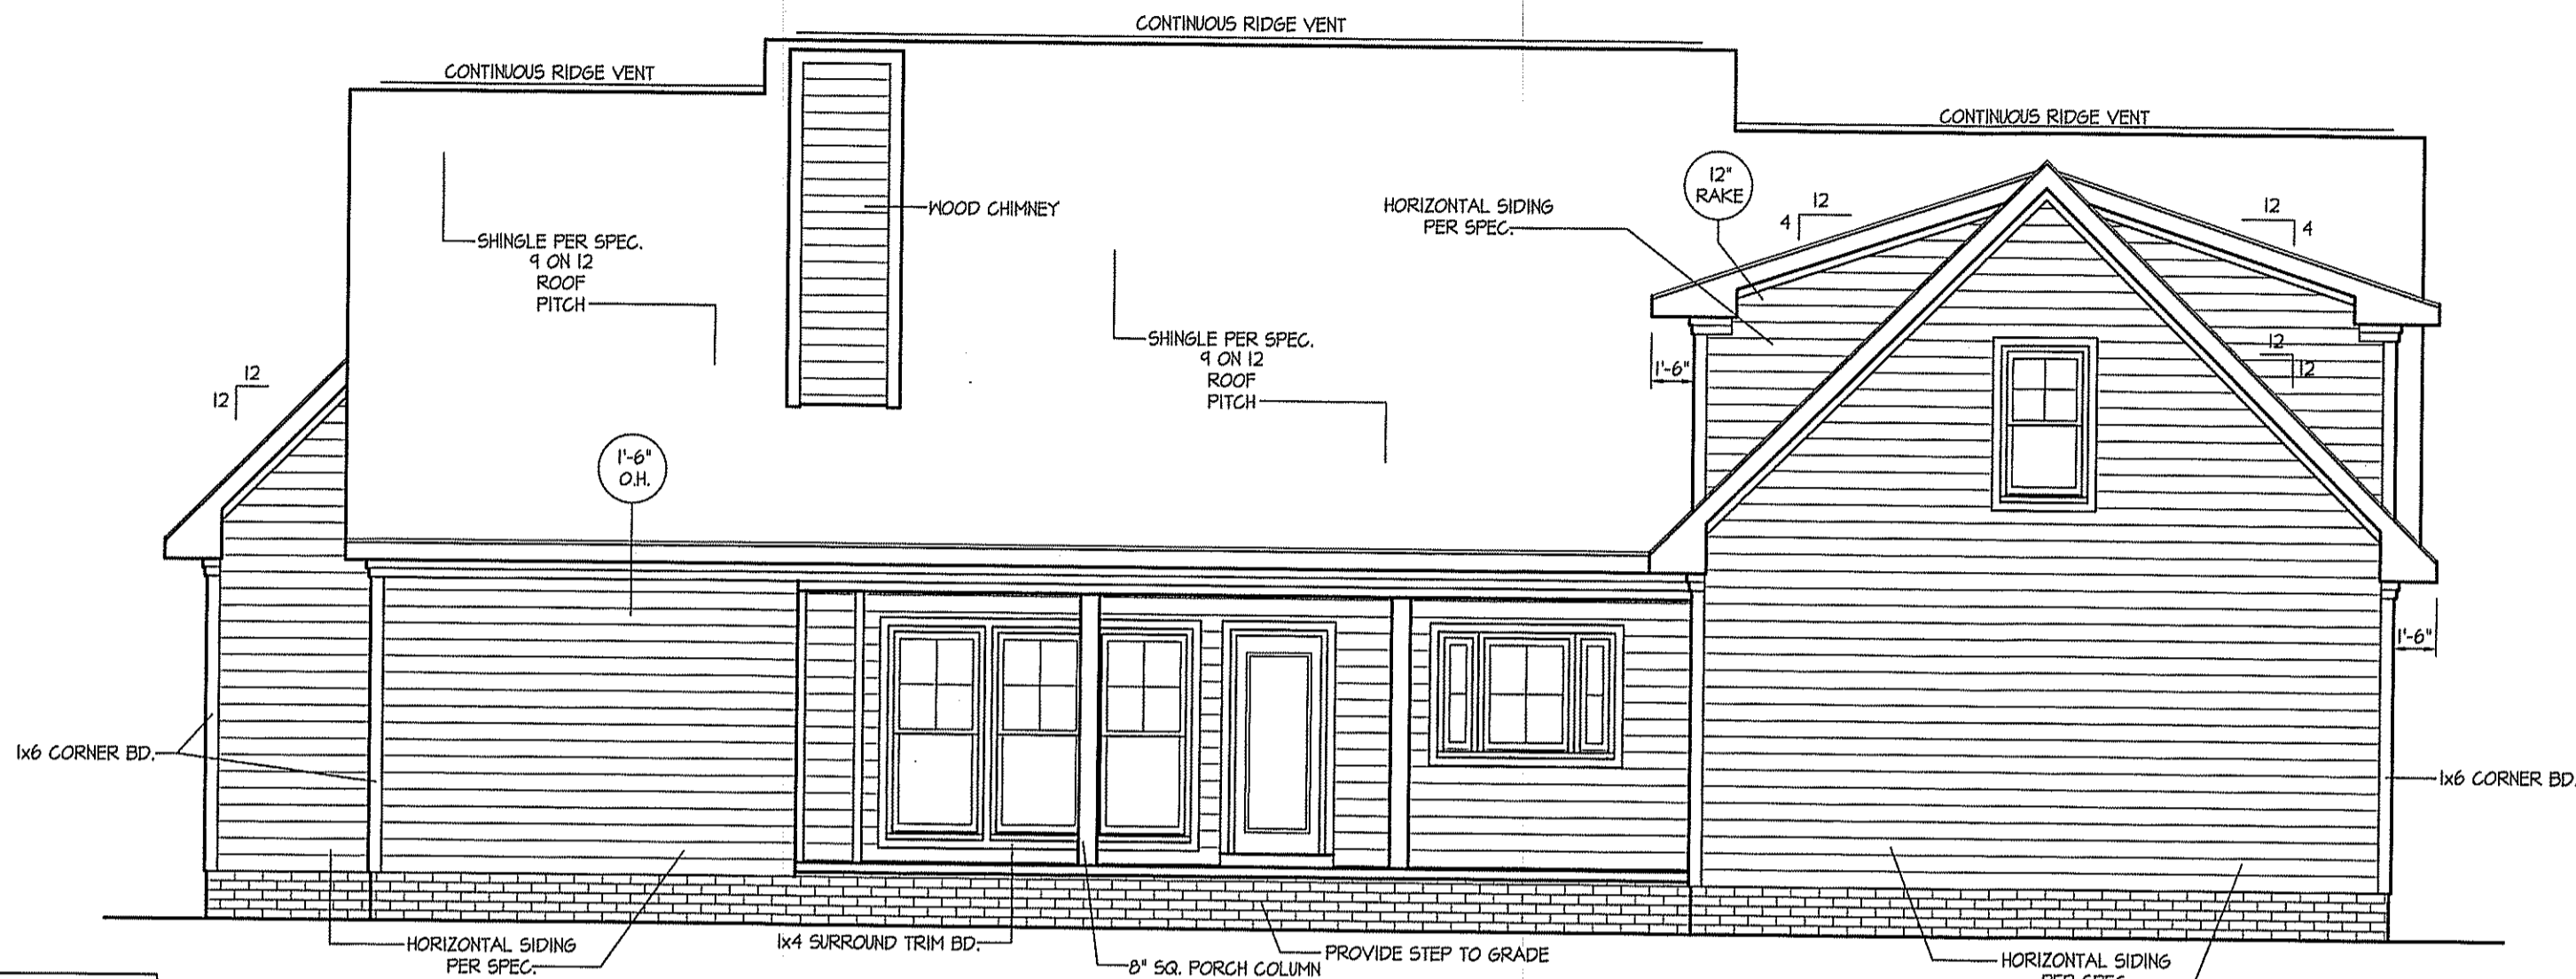 CONTINUOUS RIDGE VENT
CONTINUOUS RIDGE VENT
CONTINUOUS RIDGE VENT
WOOD CHIMNEY
SHINGLE PER SPEC.
9 ON 12
ROOF
PITCH
HORIZONTAL SIDING
PER SPEC.
12"
RAKE
12
4
12
4
SHINGLE PER SPEC.
9 ON 12
ROOF
PITCH
12
12
1'-6"
12
12
1'-6"
O.H.
1'-6"
1x6 CORNER BD.
1x6 CORNER BD.
HORIZONTAL SIDING
PER SPEC.
1x4 SURROUND TRIM BD.
8" SQ. PORCH COLUMN
PROVIDE STEP TO GRADE
HORIZONTAL SIDING
PER SPEC.